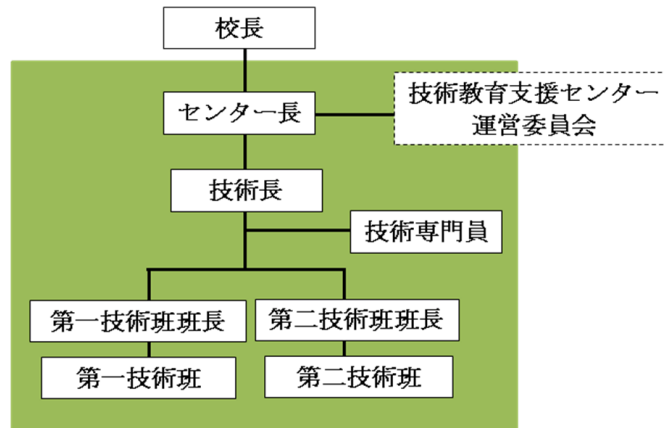 校長
センター長
技術教育支援センター
運営委員会
技術長
技術専門員
第一技術班班長
第二技術班班長
第一技術班
第二技術班